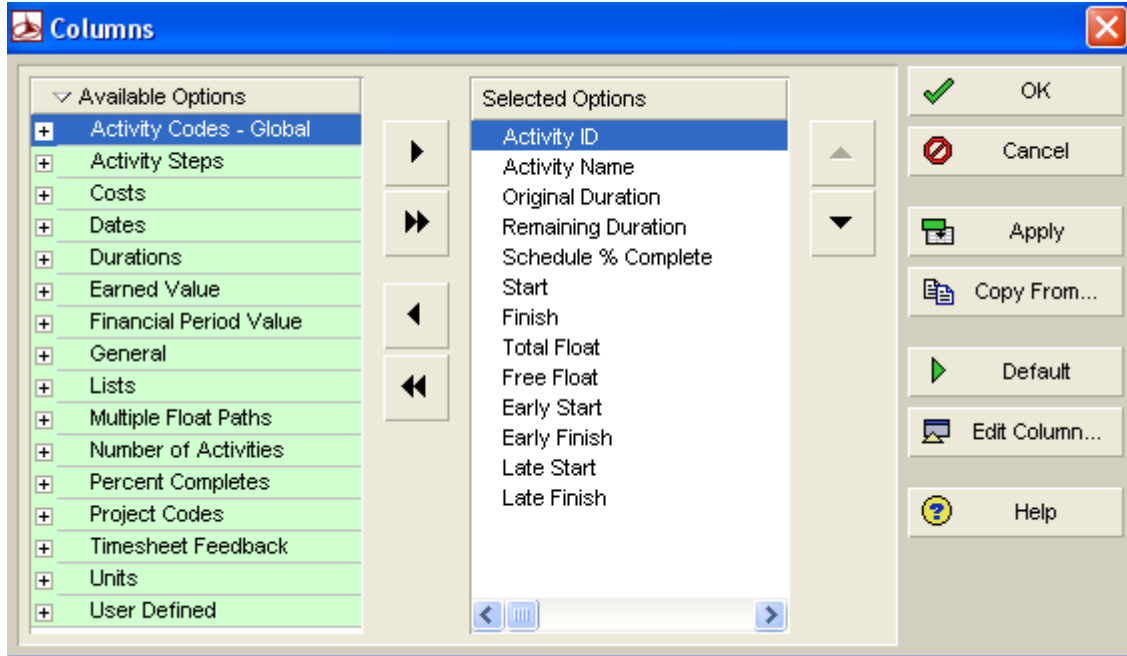 Columns
Available Options
Activity Codes - Global
Activity Steps
Costs
Dates
Durations
Earned Value
Financial Period Value
General
Lists
Multiple Float Paths
Number of Activities
Percent Completes
Project Codes
Timesheet Feedback
Units
User Defined
Selected Options
Activity ID
Activity Name
Original Duration
Remaining Duration
Schedule % Complete
Start
Finish
Total Float
Free Float
Early Start
Early Finish
Late Start
Late Finish
OK
Cancel
Apply
Copy From...
Default
Edit Column...
Help